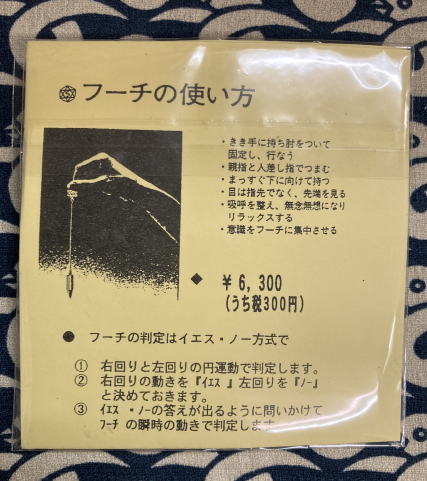 フーチの使い方
・きき手に持ち肘をついて
固定し、行なう
・親指と人差し指でつまむ
・まっすぐ下に向けて持つ
・目は指先でなく、先端を見る
・吸呼を整え、無念無想になり
リラックスする
・意識をフーチに集中させる
◆ ¥6,300
(うち税300円)
● フーチの判定はイエス・ノー方式で
① 右回りと左回りの円運動で判定します。
② 右回りの動きを『ｲｴｽ』左回りを『ﾉｰ』
と決めておきます。
③ ｲｴｽ・ﾉｰの答えが出るように問いかけて
ﾌｰﾁの瞬時の動きで判定します